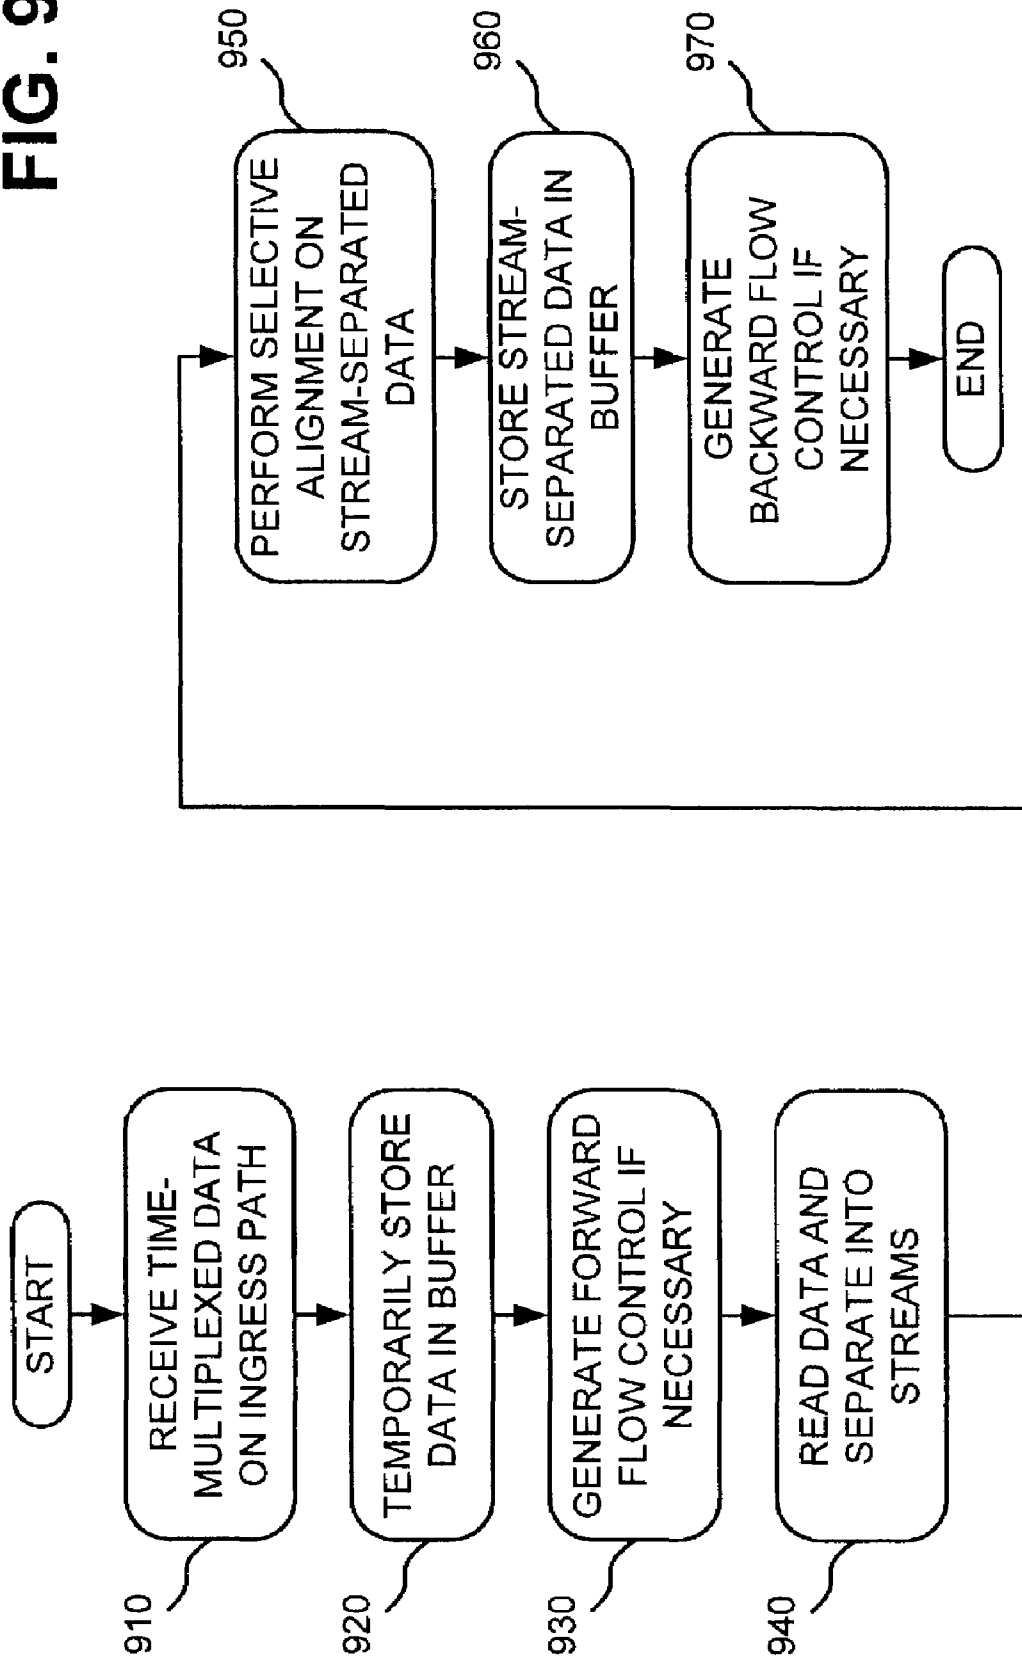 FIG. 9
START
910
RECEIVE TIME-
MULTIPLEXED DATA
ON INGRESS PATH
920
TEMPORARILY STORE
DATA IN BUFFER
930
GENERATE FORWARD
FLOW CONTROL IF
NECESSARY
940
READ DATA AND
SEPARATE INTO
STREAMS
950
PERFORM SELECTIVE
ALIGNMENT ON
STREAM-SEPARATED
DATA
960
STORE STREAM-
SEPARATED DATA IN
BUFFER
970
GENERATE
BACKWARD FLOW
CONTROL IF
NECESSARY
END